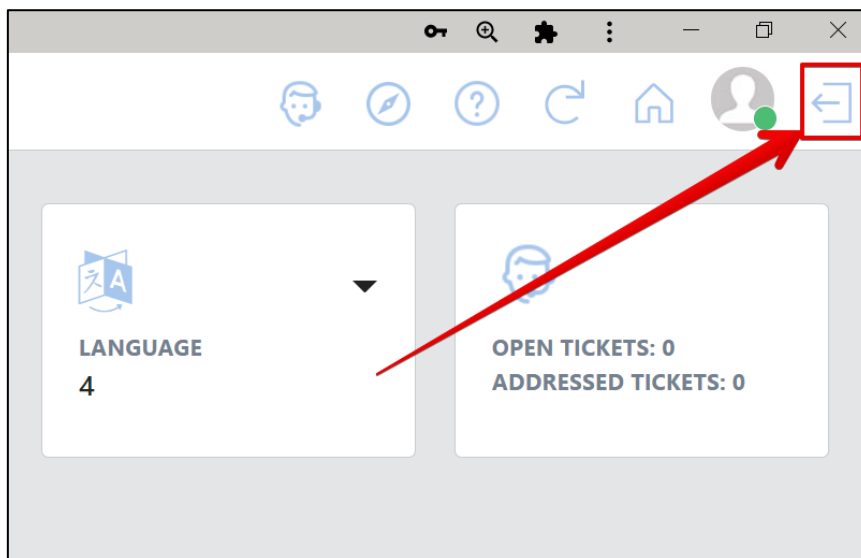 LANGUAGE
4
OPEN TICKETS: 0
ADDRESSED TICKETS: 0